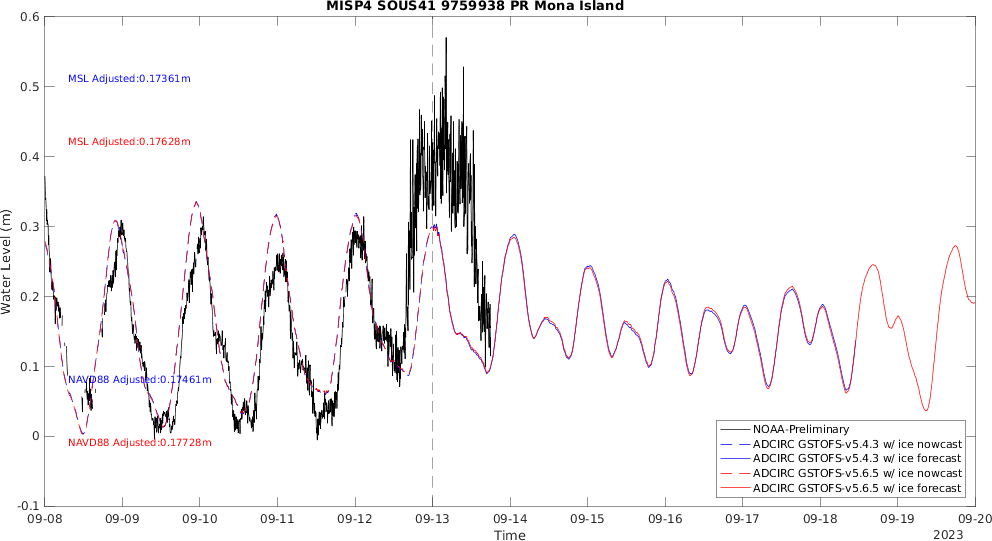 MISP4 SOUS41 9759938 PR Mona Island
0.6
0.5
0.4
0.3
0.2
0.1
0
-0.1
Water Level (m)
MSL Adjusted:0.17361m
MSL Adjusted:0.17628m
NAVD88 Adjusted:0.17461m
NAVD88 Adjusted:0.17728m
NOAA-Preliminary
ADCIRC GSTOFS-v5.4.3 w/ ice nowcast
ADCIRC GSTOFS-v5.4.3 w/ ice forecast
ADCIRC GSTOFS-v5.6.5 w/ ice nowcast
ADCIRC GSTOFS-v5.6.5 w/ ice forecast
09-08 09-09 09-10 09-11 09-12 09-13 09-14 09-15 09-16 09-17 09-18 09-19 09-20
Time
2023